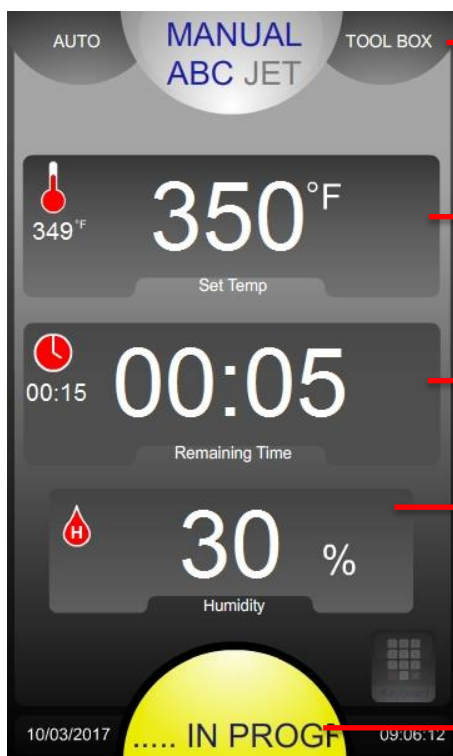 AUTO
MANUAL
TOOL BOX
ABC JET
350°F
349°F
Set Temp
00:05
00:15
Remaining Time
H
30 %
Humidity
..... IN PROG
10/03/2017
09:06:12